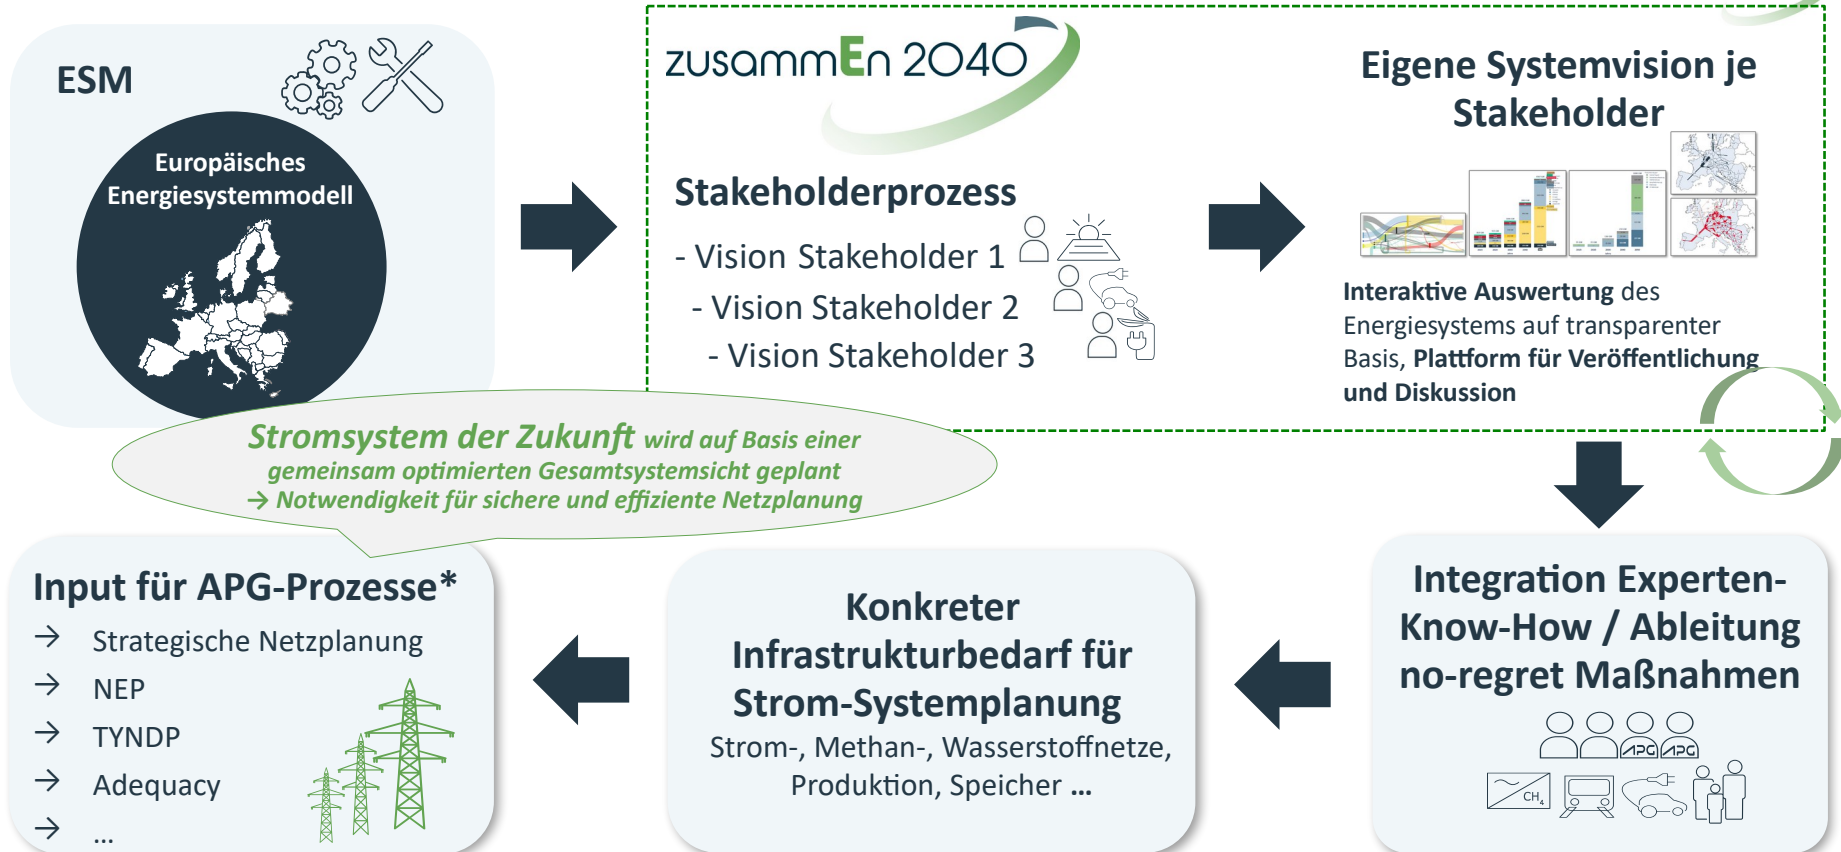 ESM
Europäisches
Energiesystemmodell
zusammEn 2040
Stakeholderprozess
- Vision Stakeholder 1
- Vision Stakeholder 2
- Vision Stakeholder 3
Eigene Systemvision je
Stakeholder
Interaktive Auswertung des
Energiesystems auf transparenter
Basis, Plattform für Veröffentlichung
und Diskussion
Stromsystem der Zukunft wird auf Basis einer
gemeinsam optimierten Gesamtsystemsicht geplant
→ Notwendigkeit für sichere und effiziente Netzplanung
Integration Experten-
Know-How / Ableitung
no-regret Maßnahmen
APG APG
CH₄
Konkreter
Infrastrukturbedarf für
Strom-Systemplanung
Strom-, Methan-, Wasserstoffnetze,
Produktion, Speicher ...
Input für APG-Prozesse*
→ Strategische Netzplanung
→ NEP
→ TYNDP
→ Adequacy
→ ...